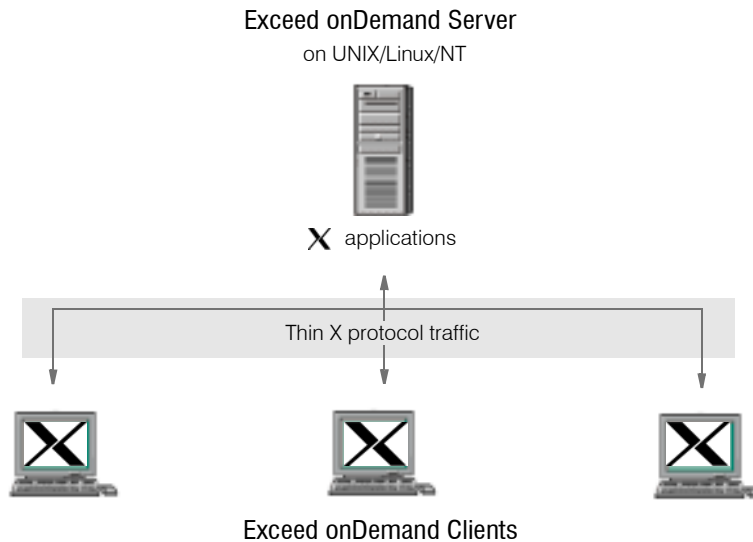 Exceed onDemand Server
on UNIX/Linux/NT
X applications
Thin X protocol traffic
X X X
Exceed onDemand Clients